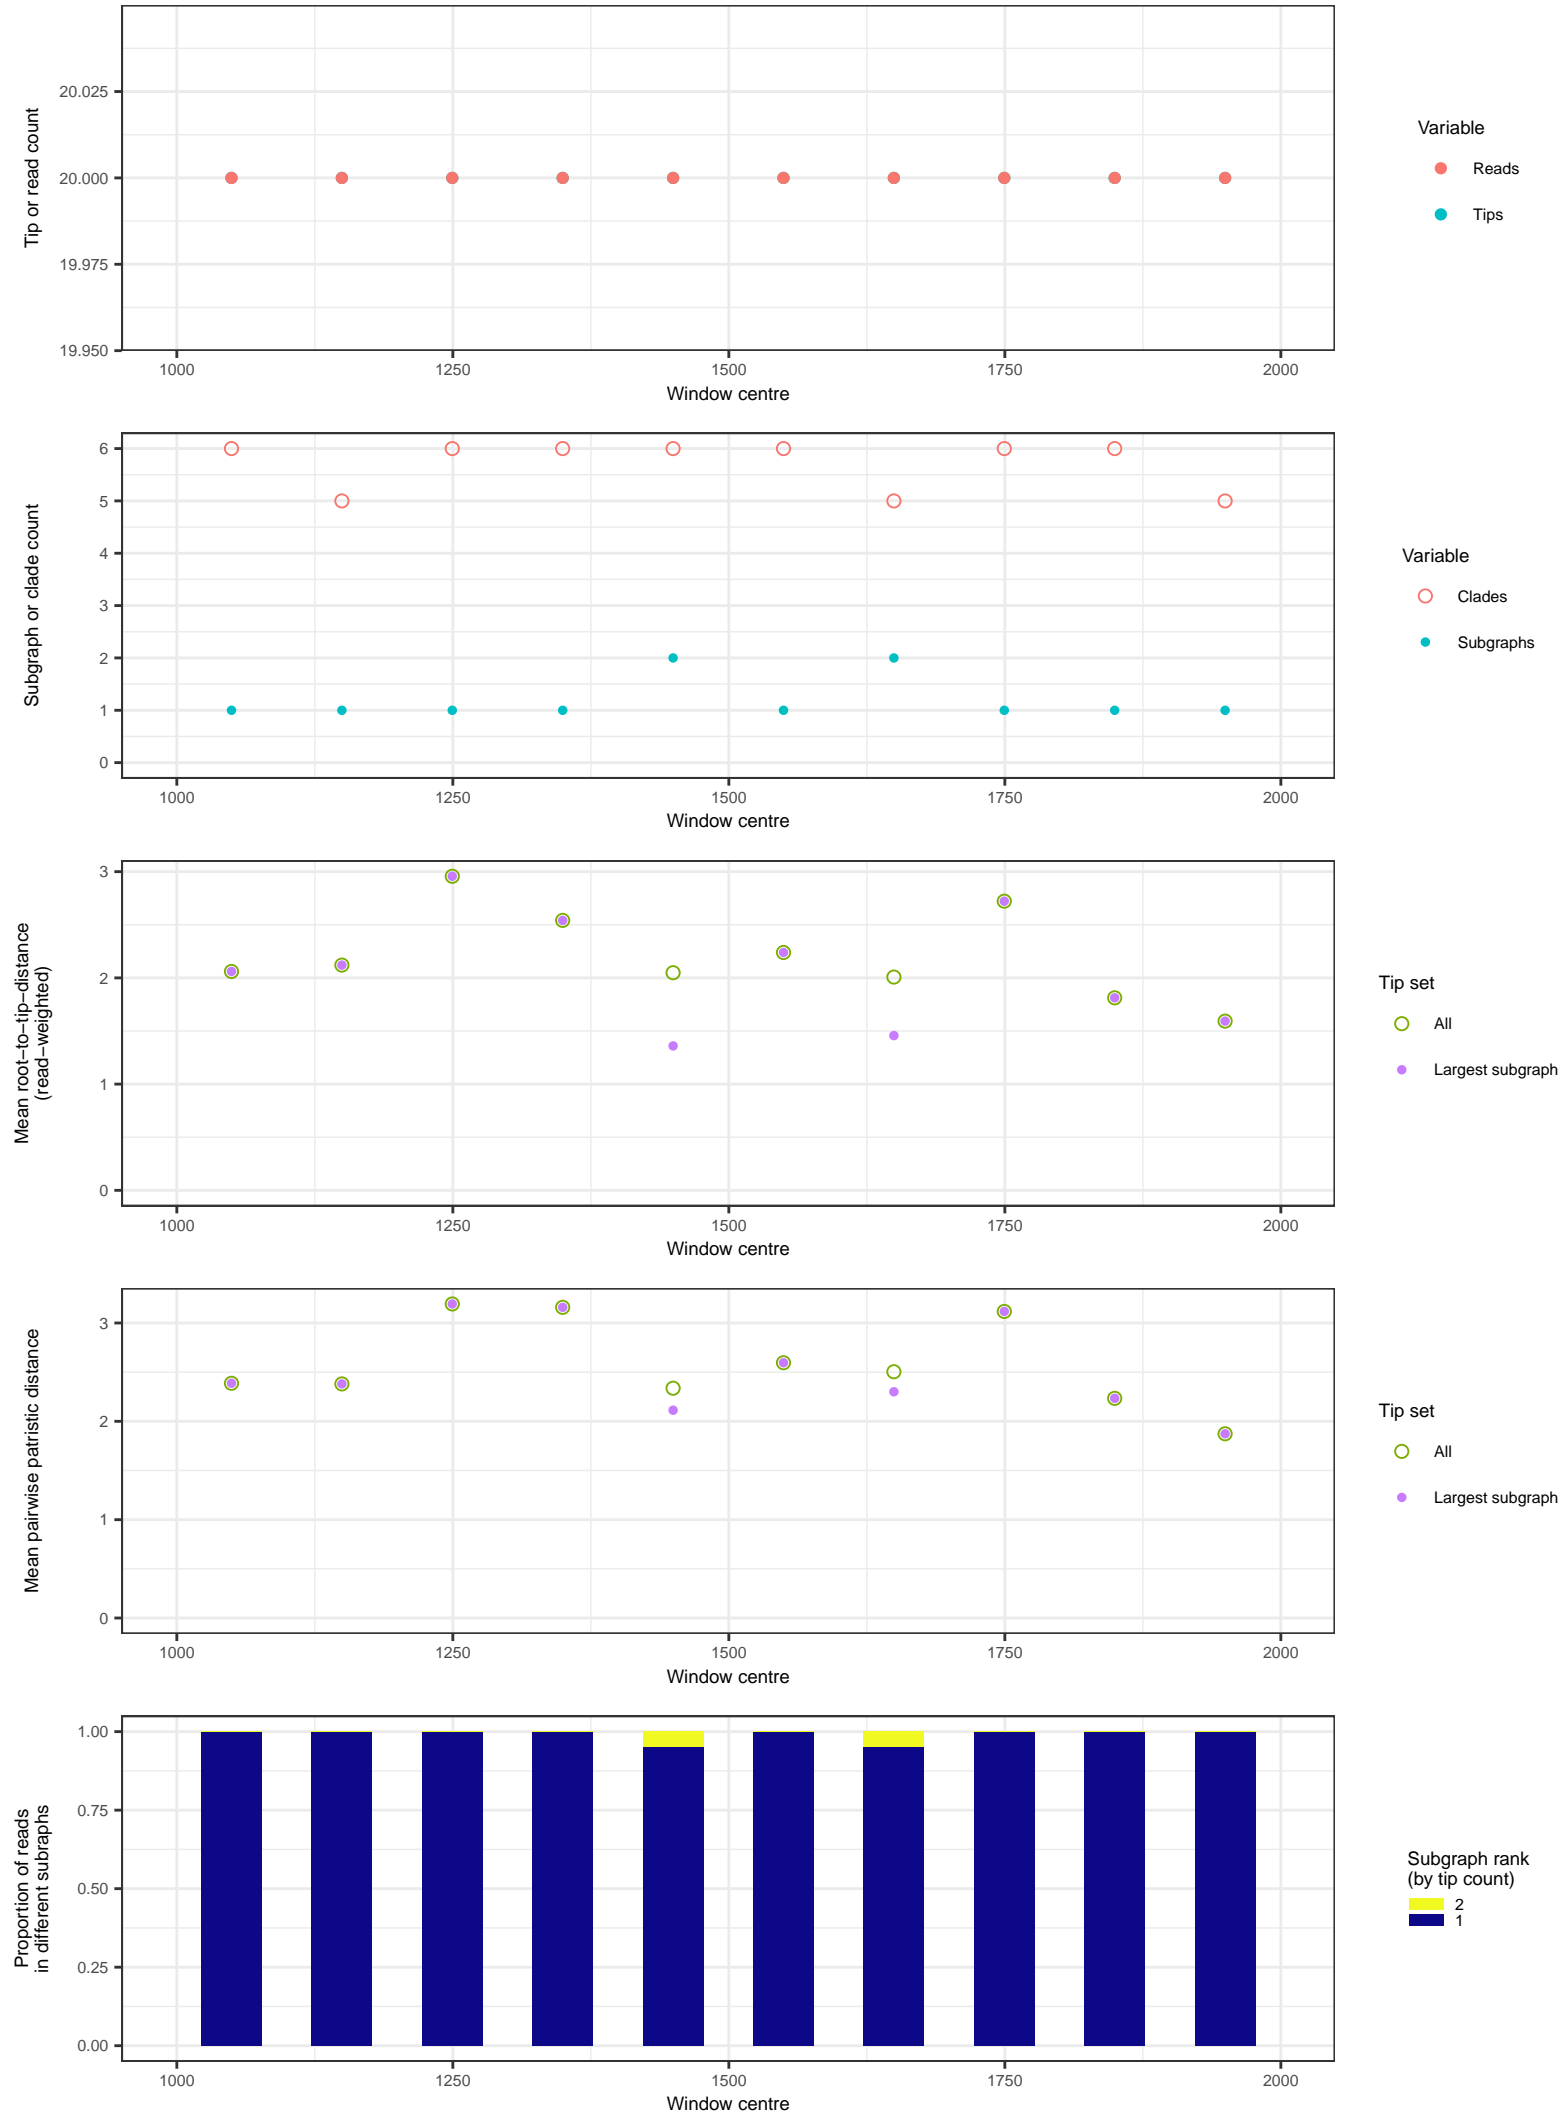 20.025
20.000
19.975
19.950
Tip or read count
1000 1250 1500 1750 2000
Window centre
Variable
Reads
Tips
6
5
4
3
2
1
0
Subgraph or clade count
1000 1250 1500 1750 2000
Window centre
Variable
Clades
Subgraphs
3
2
1
0
Mean root−to−tip−distance
(read−weighted)
1000 1250 1500 1750 2000
Window centre
Tip set
All
Largest subgraph
3
2
1
0
Mean pairwise patristic distance
1000 1250 1500 1750 2000
Window centre
Tip set
All
Largest subgraph
1.00
0.75
0.50
0.25
0.00
Proportion of reads
in different subraphs
1000 1250 1500 1750 2000
Window centre
Subgraph rank
(by tip count)
2
1